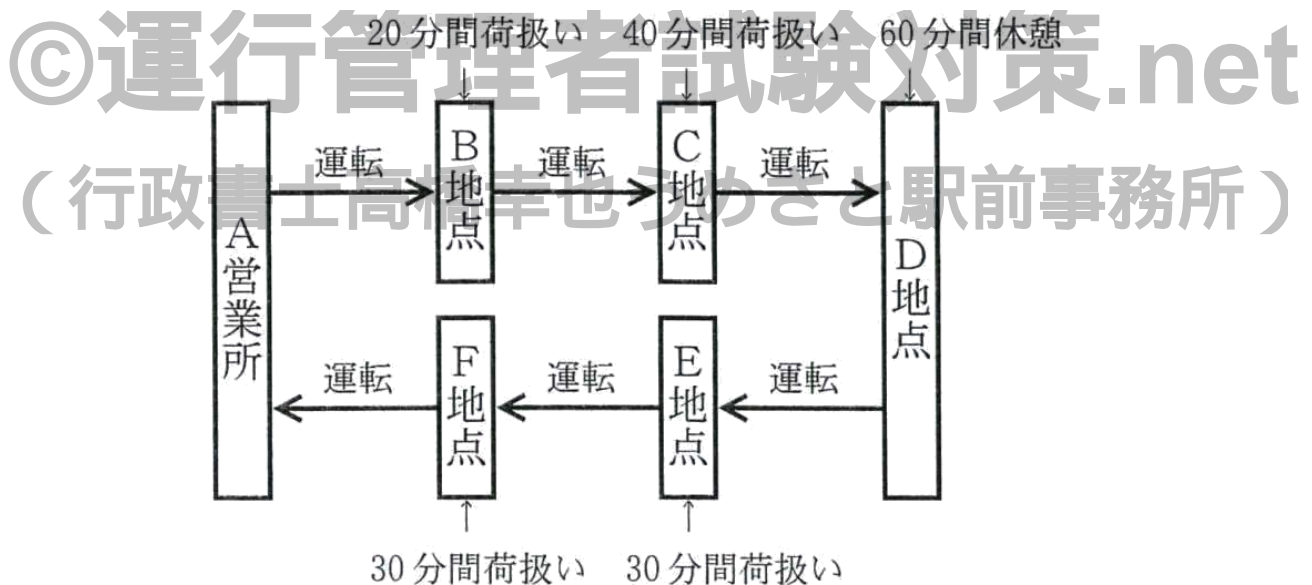 ©運行管理者試験対策.net
20分間荷扱い 40分間荷扱い 60分間休憩
(行政書士高橋幸也うめさと駅前事務所)
運転 運転 運転
A営業所
B地点
C地点
D地点
運転 運転 運転
F地点
E地点
30分間荷扱い 30分間荷扱い